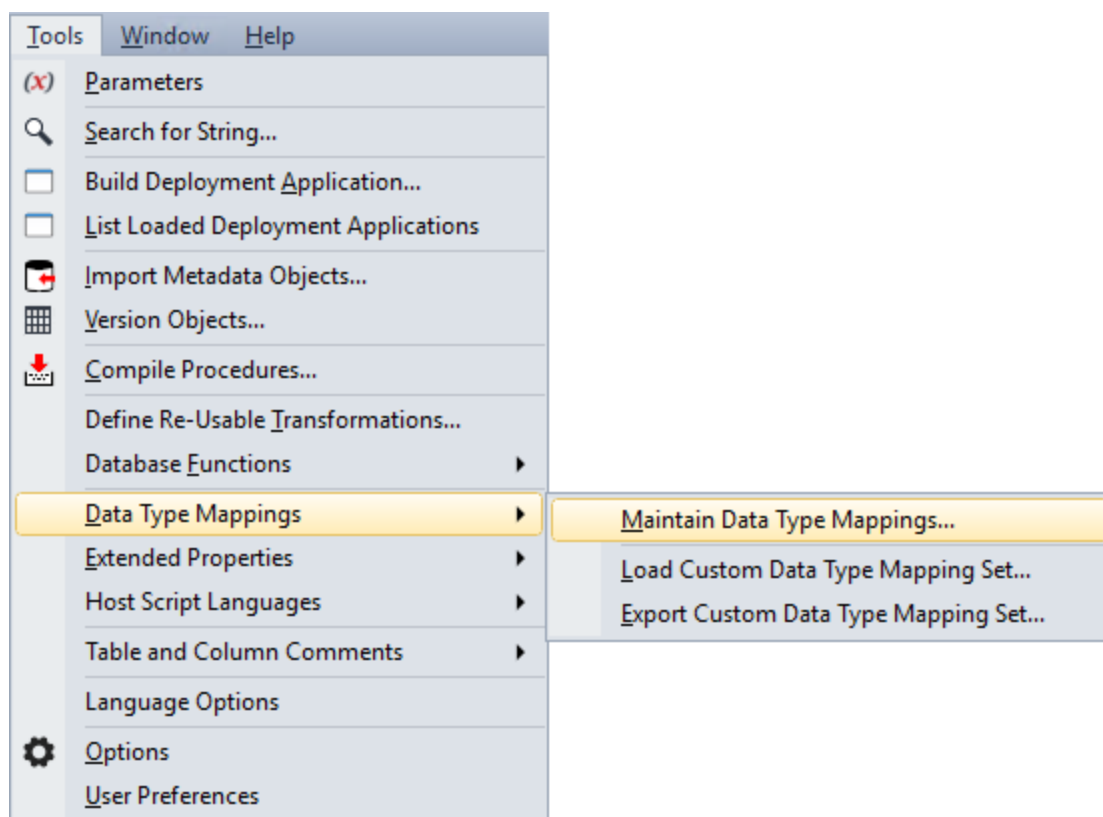 Tools Window Help
(x) Parameters
Search for String...
Build Deployment Application...
List Loaded Deployment Applications
Import Metadata Objects...
Version Objects...
Compile Procedures...
Define Re-Usable Transformations...
Database Functions
Data Type Mappings
Maintain Data Type Mappings...
Load Custom Data Type Mapping Set...
Export Custom Data Type Mapping Set...
Extended Properties
Host Script Languages
Table and Column Comments
Language Options
Options
User Preferences